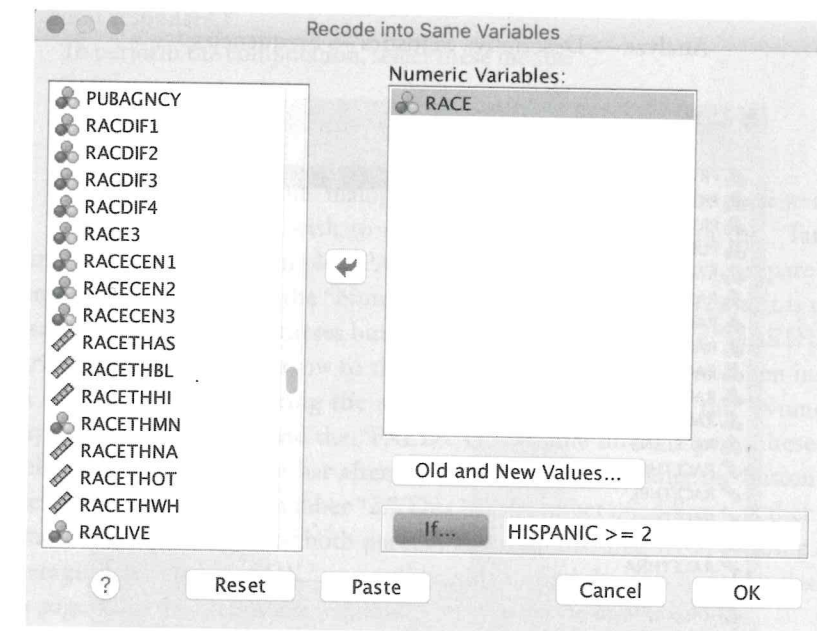 Recode into Same Variables
PUBAGNCY
RACDIF1
RACDIF2
RACDIF3
RACDIF4
RACE3
RACECEN1
RACECEN2
RACECEN3
RACETHAS
RACETHBL
RACETHHI
RACETHMN
RACETHNA
RACETHOT
RACETHWH
RACLIVE
Numeric Variables:
RACE
Old and New Values...
If... HISPANIC >= 2
? Reset Paste Cancel OK